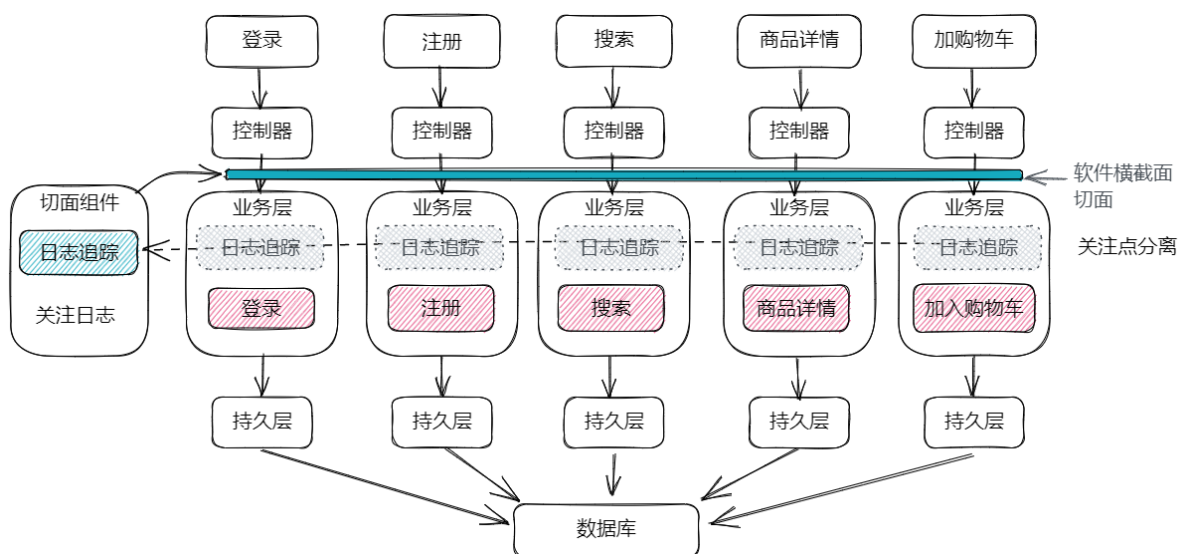 登录
注册
搜索
商品详情
加购物车
控制器
控制器
控制器
控制器
控制器
软件横截面
切面
切面组件
日志追踪
关注日志
业务层
业务层
业务层
业务层
业务层
日志追踪
日志追踪
日志追踪
日志追踪
日志追踪
关注点分离
登录
注册
搜索
商品详情
加入购物车
持久层
持久层
持久层
持久层
持久层
数据库